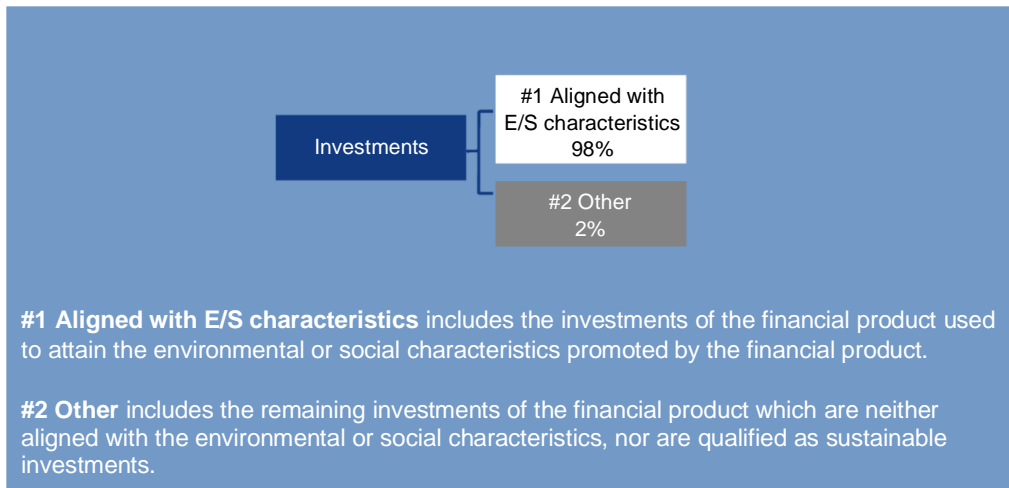 Investments
#1 Aligned with
E/S characteristics
98%
#2 Other
2%
#1 Aligned with E/S characteristics includes the investments of the financial product used
to attain the environmental or social characteristics promoted by the financial product.
#2 Other includes the remaining investments of the financial product which are neither
aligned with the environmental or social characteristics, nor are qualified as sustainable
investments.